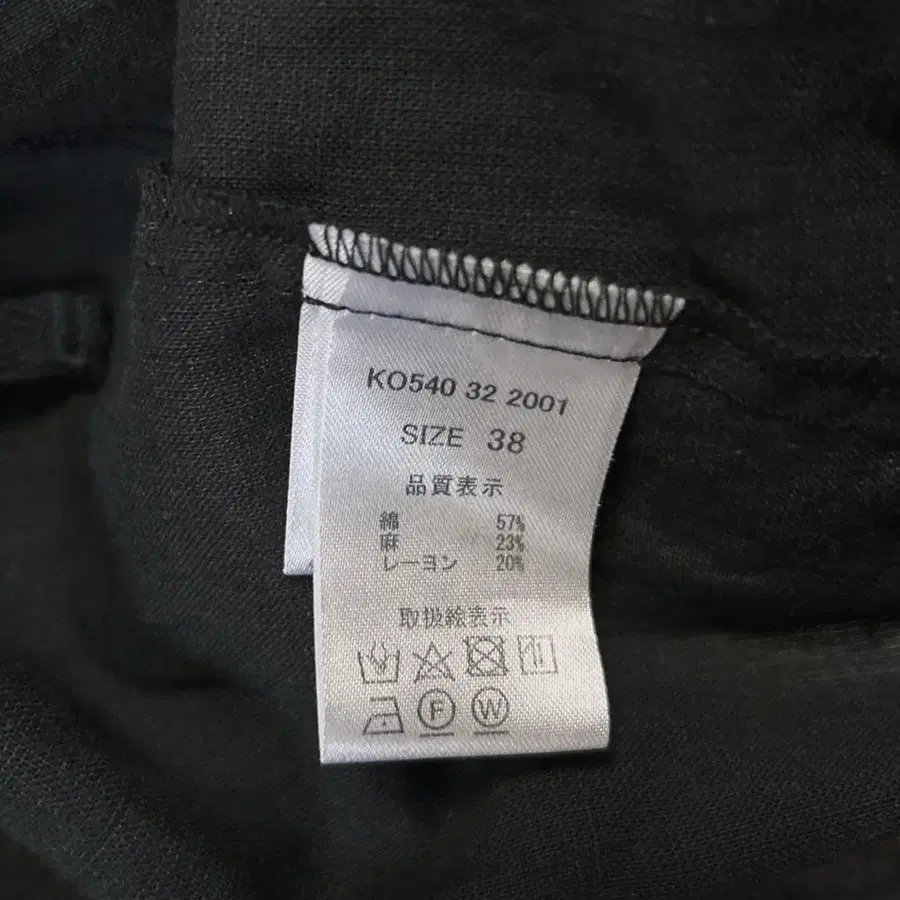 KO540 32 2001
SIZE 38
品質表示
綿 57%
麻 23%
レーヨン 20%
取扱絵表示
F W